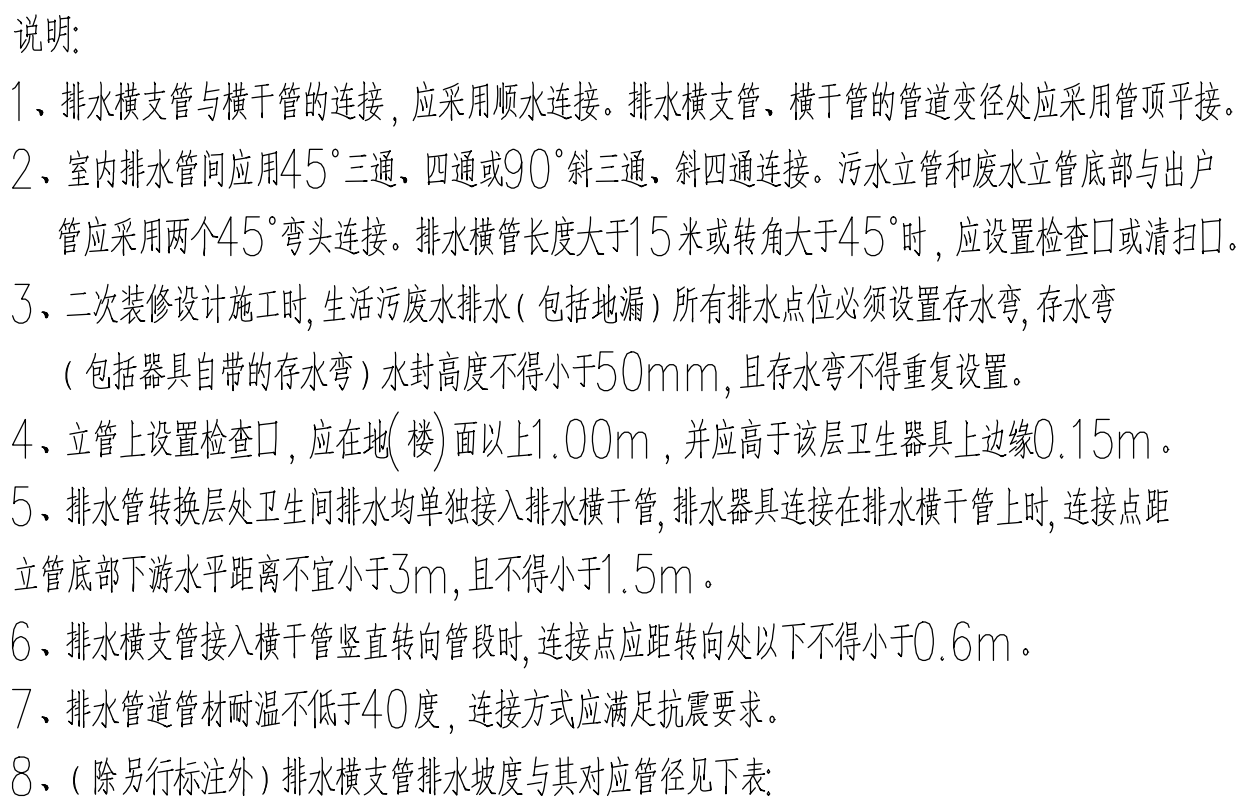 说明:
1、排水横支管与横干管的连接，应采用顺水连接。排水横支管、横干管的管道变径处应采用管顶平接。
2、室内排水管间应用45°三通、四通或90°斜三通、斜四通连接。污水立管和废水立管底部与出户
管应采用两个45°弯头连接。排水横管长度大于15米或转角大于45°时，应设置检查口或清扫口。
3、二次装修设计施工时,生活污废水排水(包括地漏)所有排水点位必须设置存水弯,存水弯
(包括器具自带的存水弯)水封高度不得小于50mm,且存水弯不得重复设置。
4、立管上设置检查口，应在地(楼)面以上1.00m，并应高于该层卫生器具上边缘0.15m。
5、排水管转换层处卫生间排水均单独接入排水横干管,排水器具连接在排水横干管上时,连接点距
立管底部下游水平距离不宜小于3m,且不得小于1.5m。
6、排水横支管接入横干管竖直转向管段时,连接点应距转向处以下不得小于0.6m。
7、排水管道管材耐温不低于40度，连接方式应满足抗震要求。
8、(除另行标注外)排水横支管排水坡度与其对应管径见下表: